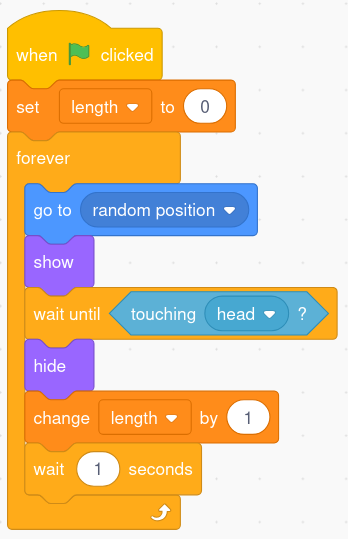 when clicked
set length to 0
forever
go to random position
show
wait until touching head ?
hide
change length by 1
wait 1 seconds